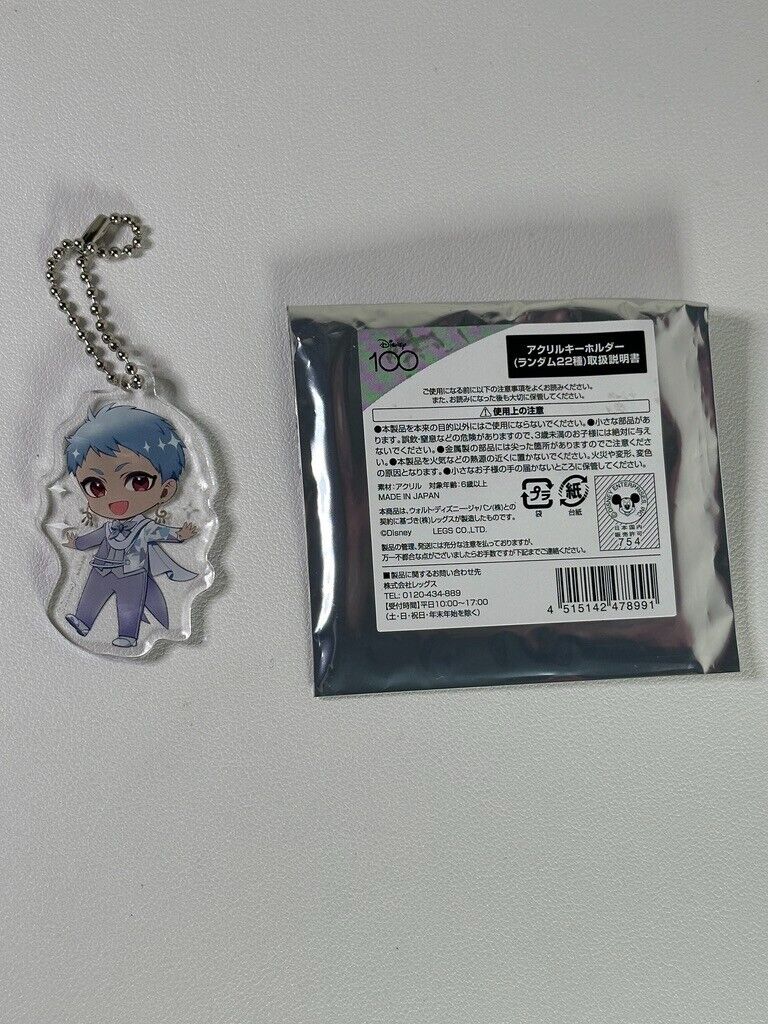 Disney
100
アクリルキーホルダー
(ランダム22種)取扱説明書
ご使用になる前に以下の注意事項をよくお読みください。
また、お読みになった後も大切に保管してください。
⚠使用上の注意
●本製品を本来の目的以外にはご使用にならないでください。●小さな部品があ
ります。誤飲・窒息などの危険がありますので、3歳未満のお子様には絶対に与え
ないでください。●金属製の部品には尖った箇所がありますのでご注意くださ
い。●本製品を火気などの熱源の近くに置かないでください。火災や変形、変色
の原因となります。●小さなお子様の手の届かないところに保管してください。
素材:アクリル 対象年齢:6歳以上
MADE IN JAPAN
プラ
袋
紙
台紙
本商品は、ウォルト・ディズニー・ジャパン(株)との
契約に基づき(株)レッグスが製造したものです。
©Disney LEGS CO.,LTD.
日本国内
販売許可
754
製品の管理、発送には充分な注意を払っておりますが、
万一不都合な点がございましたらお手数ですが下記までご連絡ください。
■製品に関するお問い合わせ先
株式会社レッグス
TEL: 0120-434-889
【受付時間】平日10:00〜17:00
(土・日・祝日・年末年始を除く)
4 515142 478991